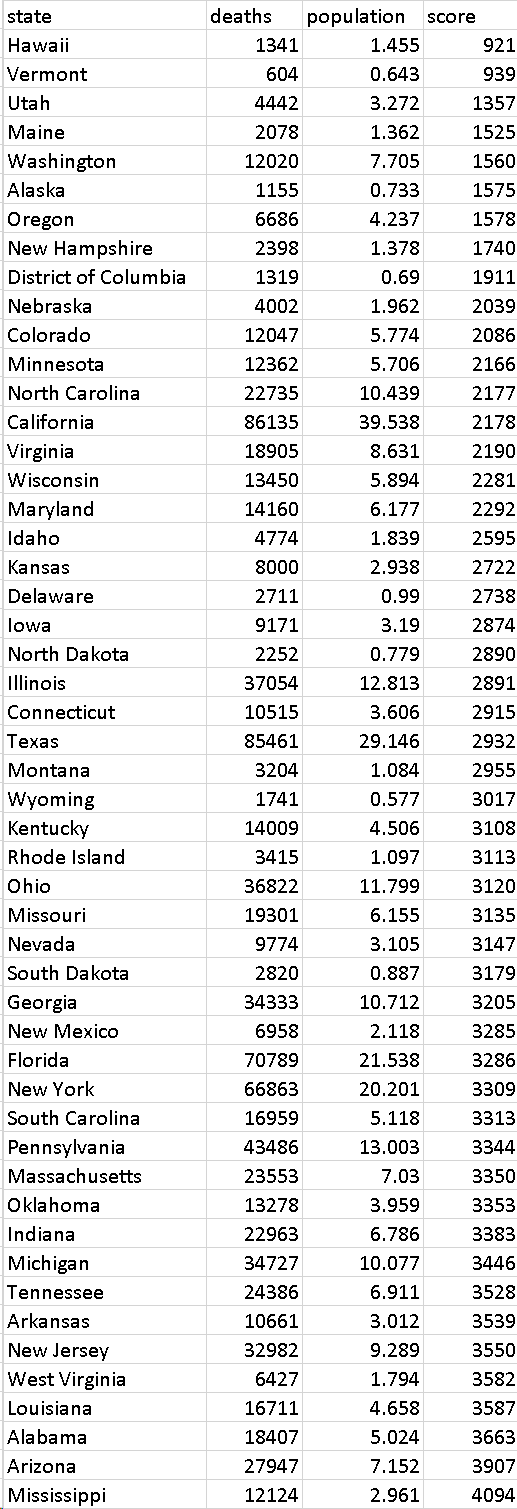 state deaths population score
Hawaii 1341 1.455 921
Vermont 604 0.643 939
Utah 4442 3.272 1357
Maine 2078 1.362 1525
Washington 12020 7.705 1560
Alaska 1155 0.733 1575
Oregon 6686 4.237 1578
New Hampshire 2398 1.378 1740
District of Columbia 1319 0.69 1911
Nebraska 4002 1.962 2039
Colorado 12047 5.774 2086
Minnesota 12362 5.706 2166
North Carolina 22735 10.439 2177
California 86135 39.538 2178
Virginia 18905 8.631 2190
Wisconsin 13450 5.894 2281
Maryland 14160 6.177 2292
Idaho 4774 1.839 2595
Kansas 8000 2.938 2722
Delaware 2711 0.99 2738
Iowa 9171 3.19 2874
North Dakota 2252 0.779 2890
Illinois 37054 12.813 2891
Connecticut 10515 3.606 2915
Texas 85461 29.146 2932
Montana 3204 1.084 2955
Wyoming 1741 0.577 3017
Kentucky 14009 4.506 3108
Rhode Island 3415 1.097 3113
Ohio 36822 11.799 3120
Missouri 19301 6.155 3135
Nevada 9774 3.105 3147
South Dakota 2820 0.887 3179
Georgia 34333 10.712 3205
New Mexico 6958 2.118 3285
Florida 70789 21.538 3286
New York 66863 20.201 3309
South Carolina 16959 5.118 3313
Pennsylvania 43486 13.003 3344
Massachusetts 23553 7.03 3350
Oklahoma 13278 3.959 3353
Indiana 22963 6.786 3383
Michigan 34727 10.077 3446
Tennessee 24386 6.911 3528
Arkansas 10661 3.012 3539
New Jersey 32982 9.289 3550
West Virginia 6427 1.794 3582
Louisiana 16711 4.658 3587
Alabama 18407 5.024 3663
Arizona 27947 7.152 3907
Mississippi 12124 2.961 4094